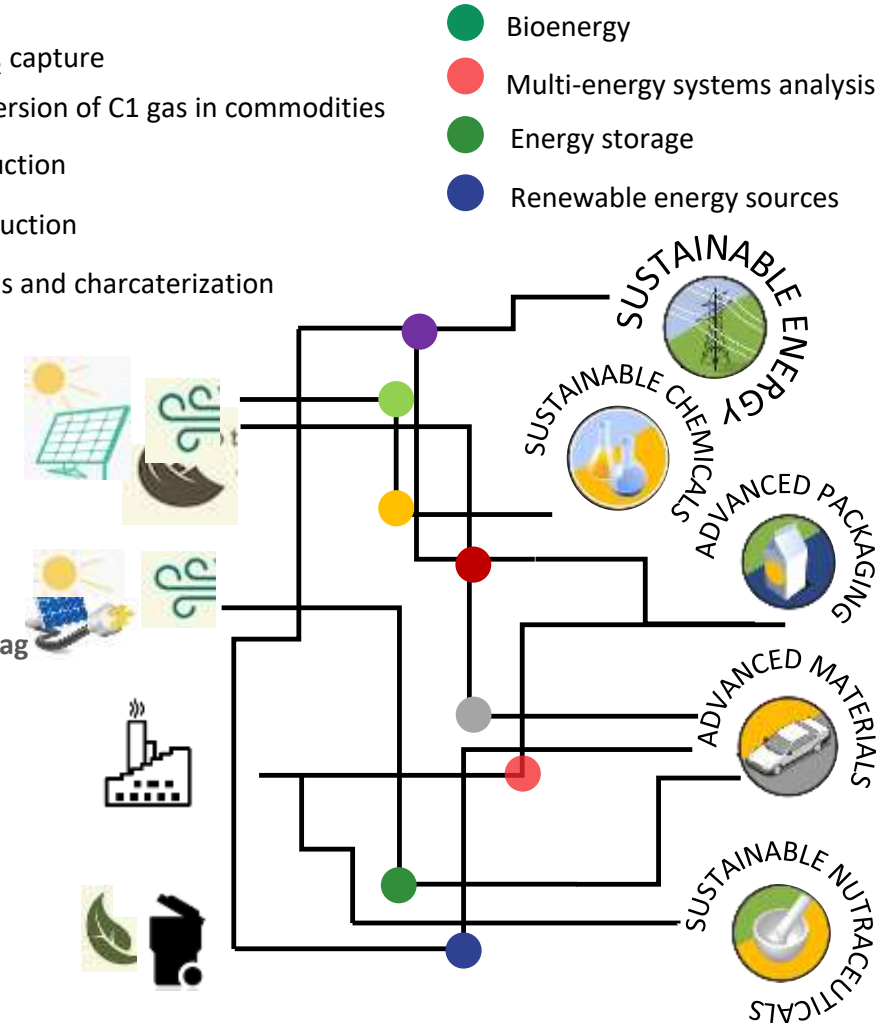 capture
ersion of C1 gas in commodities
uction
uction
s and charcaterization
Bioenergy
Multi-energy systems analysis
Energy storage
Renewable energy sources
SUSTAINABLE ENERGY
SUSTAINABLE CHEMICALS
ADVANCED PACKAGING
ag
ADVANCED MATERIALS
SUSTAINABLE NUTRACEUTICALS